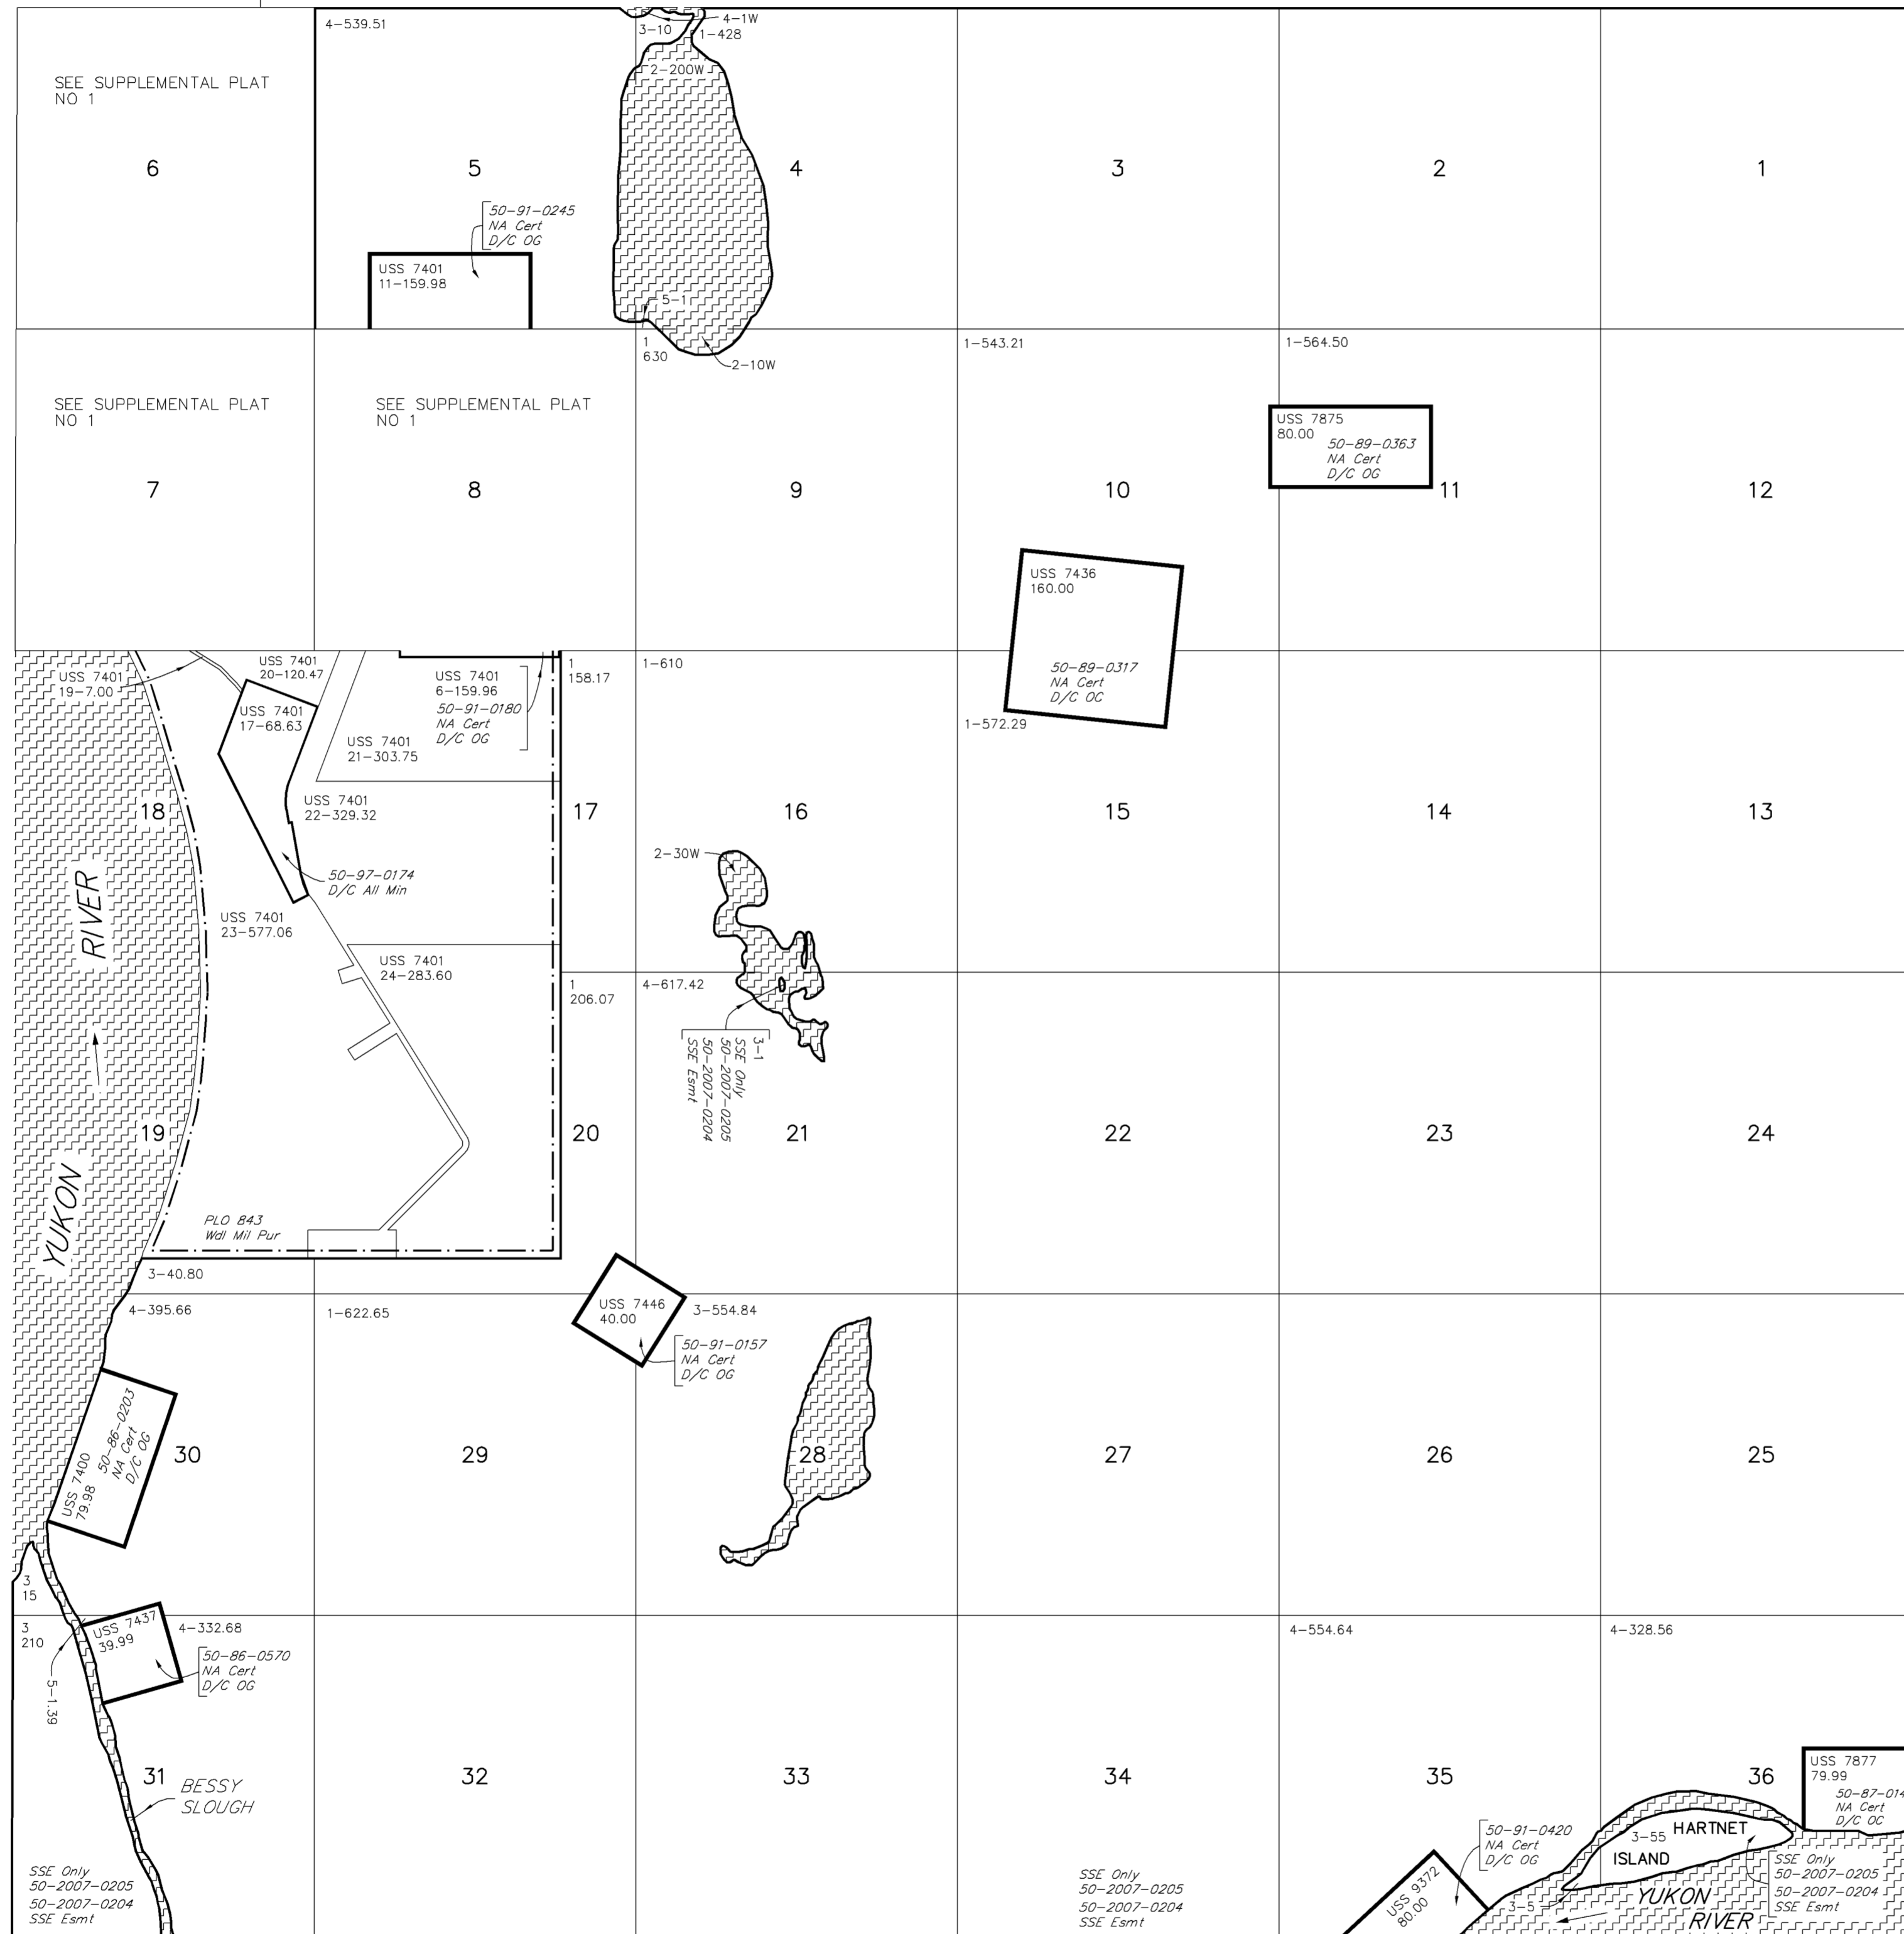 4-539.51
3-10
4-1W
1-428
2-200W
SEE SUPPLEMENTAL PLAT
NO 1
6
5
4
3
2
1
50-91-0245
NA Cert
D/C OG
USS 7401
11-159.98
5-1
1
630
2-10W
1-543.21
1-564.50
SEE SUPPLEMENTAL PLAT
NO 1
SEE SUPPLEMENTAL PLAT
NO 1
USS 7875
80.00
50-89-0363
NA Cert
D/C OG
7
8
9
10
11
12
USS 7436
160.00
50-89-0317
NA Cert
D/C OC
USS 7401
19-7.00
USS 7401
20-120.47
USS 7401
17-68.63
USS 7401
6-159.96
50-91-0180
NA Cert
D/C OG
1
158.17
1-610
1-572.29
USS 7401
21-303.75
USS 7401
22-329.32
18
17
16
15
14
13
2-30W
50-97-0174
D/C All Min
USS 7401
23-577.06
USS 7401
24-283.60
1
206.07
4-617.42
3-1
SSE Only
50-2007-0205
50-2007-0204
SSE Esmt
YUKON RIVER
19
20
21
22
23
24
PLO 843
Wdl Mil Pur
3-40.80
4-395.66
1-622.65
USS 7446
40.00
3-554.84
50-91-0157
NA Cert
D/C OG
USS 7400
79.98
50-86-0203
NA Cert
D/C OG
30
29
28
27
26
25
3
15
3
210
USS 7437
39.99
4-332.68
4-554.64
4-328.56
50-86-0570
NA Cert
D/C OG
5-1.39
31
32
33
34
35
36
BESSY
SLOUGH
USS 7877
79.99
50-87-014
NA Cert
D/C OC
50-91-0420
NA Cert
D/C OG
3-55
HARTNET
ISLAND
SSE Only
50-2007-0205
50-2007-0204
SSE Esmt
SSE Only
50-2007-0205
50-2007-0204
SSE Esmt
USS 9372
80.00
3-5
YUKON
RIVER
SSE Only
50-2007-0205
50-2007-0204
SSE Esmt